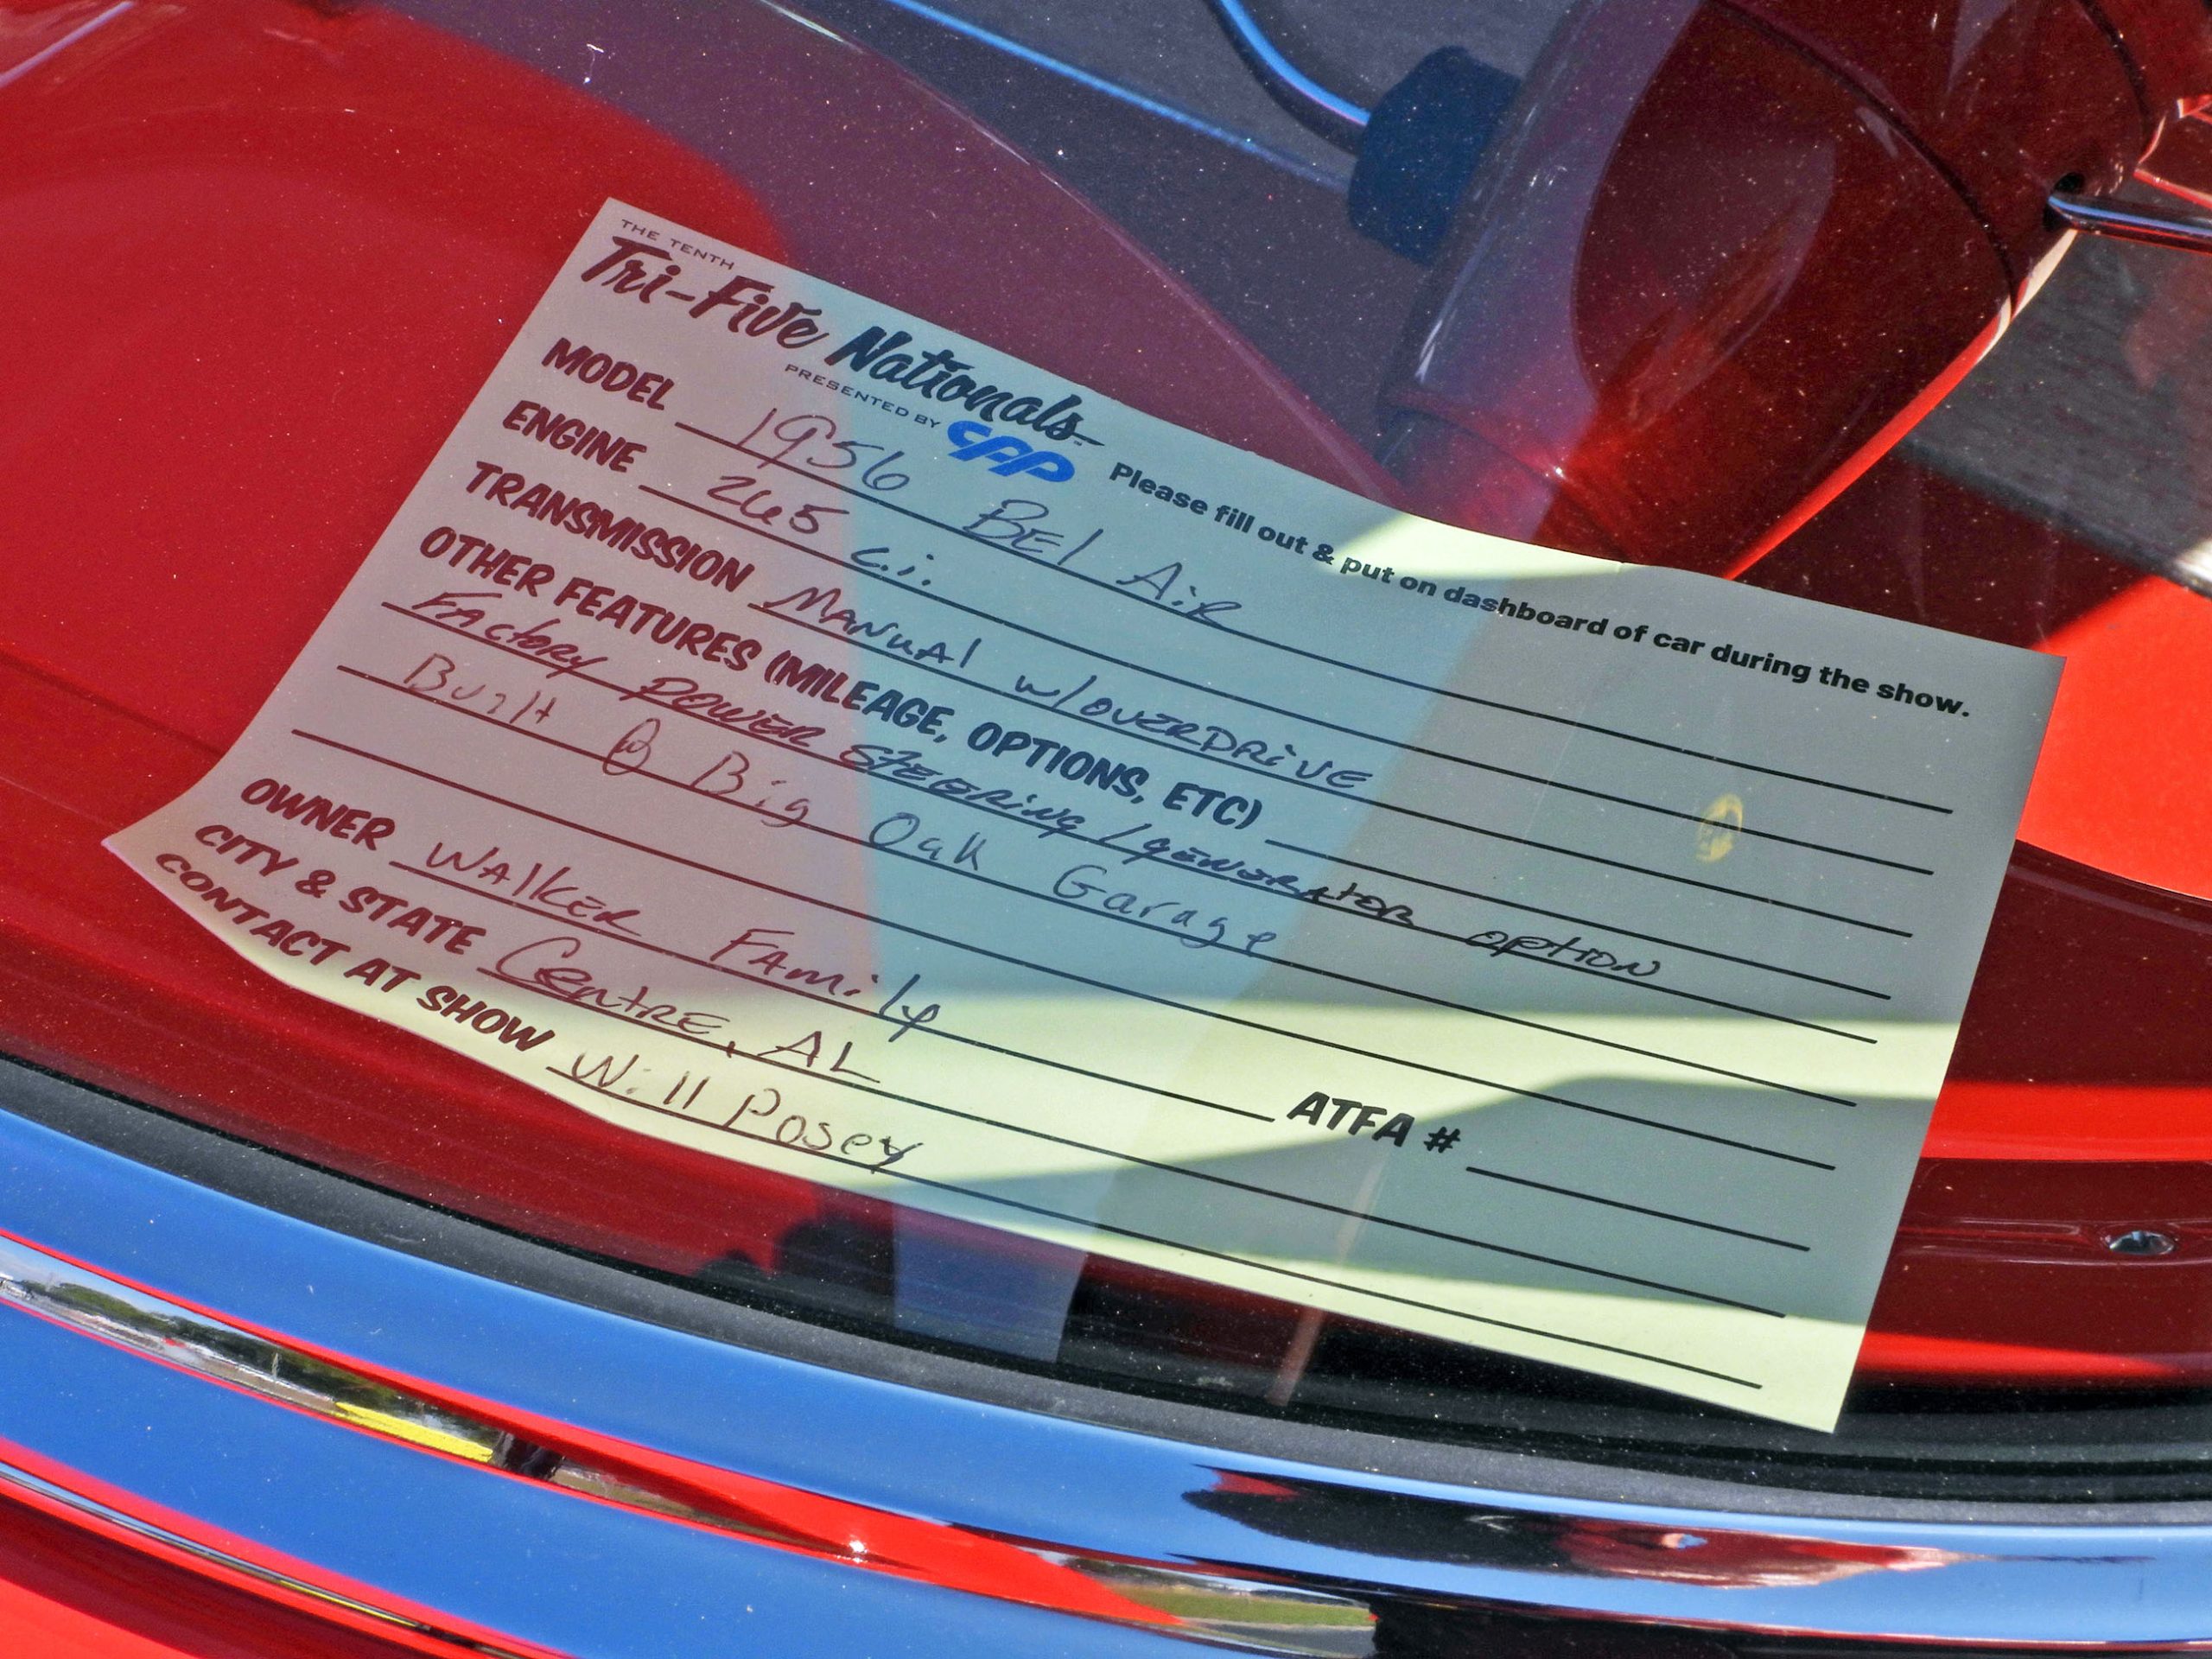 THE TENTH
Tri-Five Nationals™
PRESENTED BY CPP
Please fill out & put on dashboard of car during the show.
MODEL 1956 BEl AiR
ENGINE 265 c.i.
TRANSMISSION MANUAl w/OVERDRiVE
OTHER FEATURES (MILEAGE, OPTIONS, ETC)
FActory POWER STEERiNg / gENERAtOR optioN
Built @ Big Oak Garage
OWNER WAlkER FAmily ATFA #
CITY & STATE CentRE, AL
CONTACT AT SHOW Will Posey